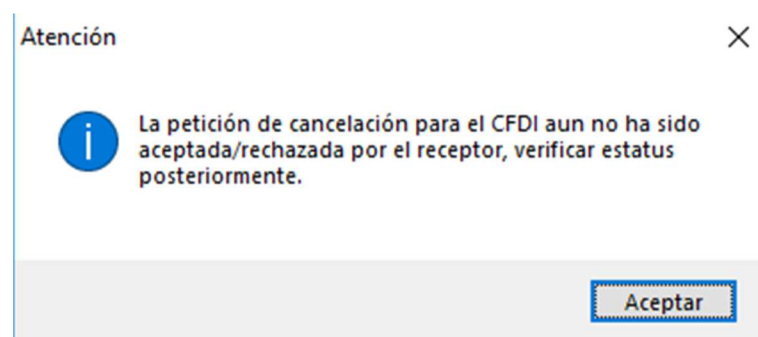 Atención
La petición de cancelación para el CFDI aun no ha sido
aceptada/rechazada por el receptor, verificar estatus
posteriormente.
Aceptar